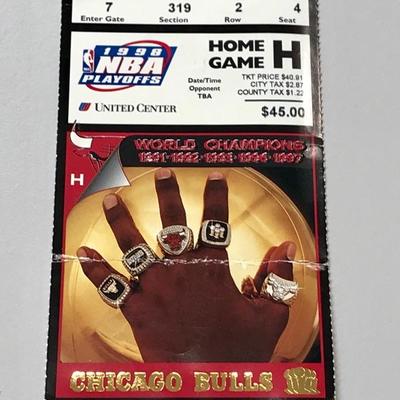 7 319 2 4
Enter Gate Section Row Seat
1998
NBA
PLAYOFFS
UNITED CENTER
Date/Time
Opponent
TBA
HOME
GAME H
TKT PRICE $40.91
CITY TAX $2.87
COUNTY TAX $1.22
$45.00
WORLD CHAMPIONS
1991·1992·1993·1996·1997
H
CHICAGO BULLS